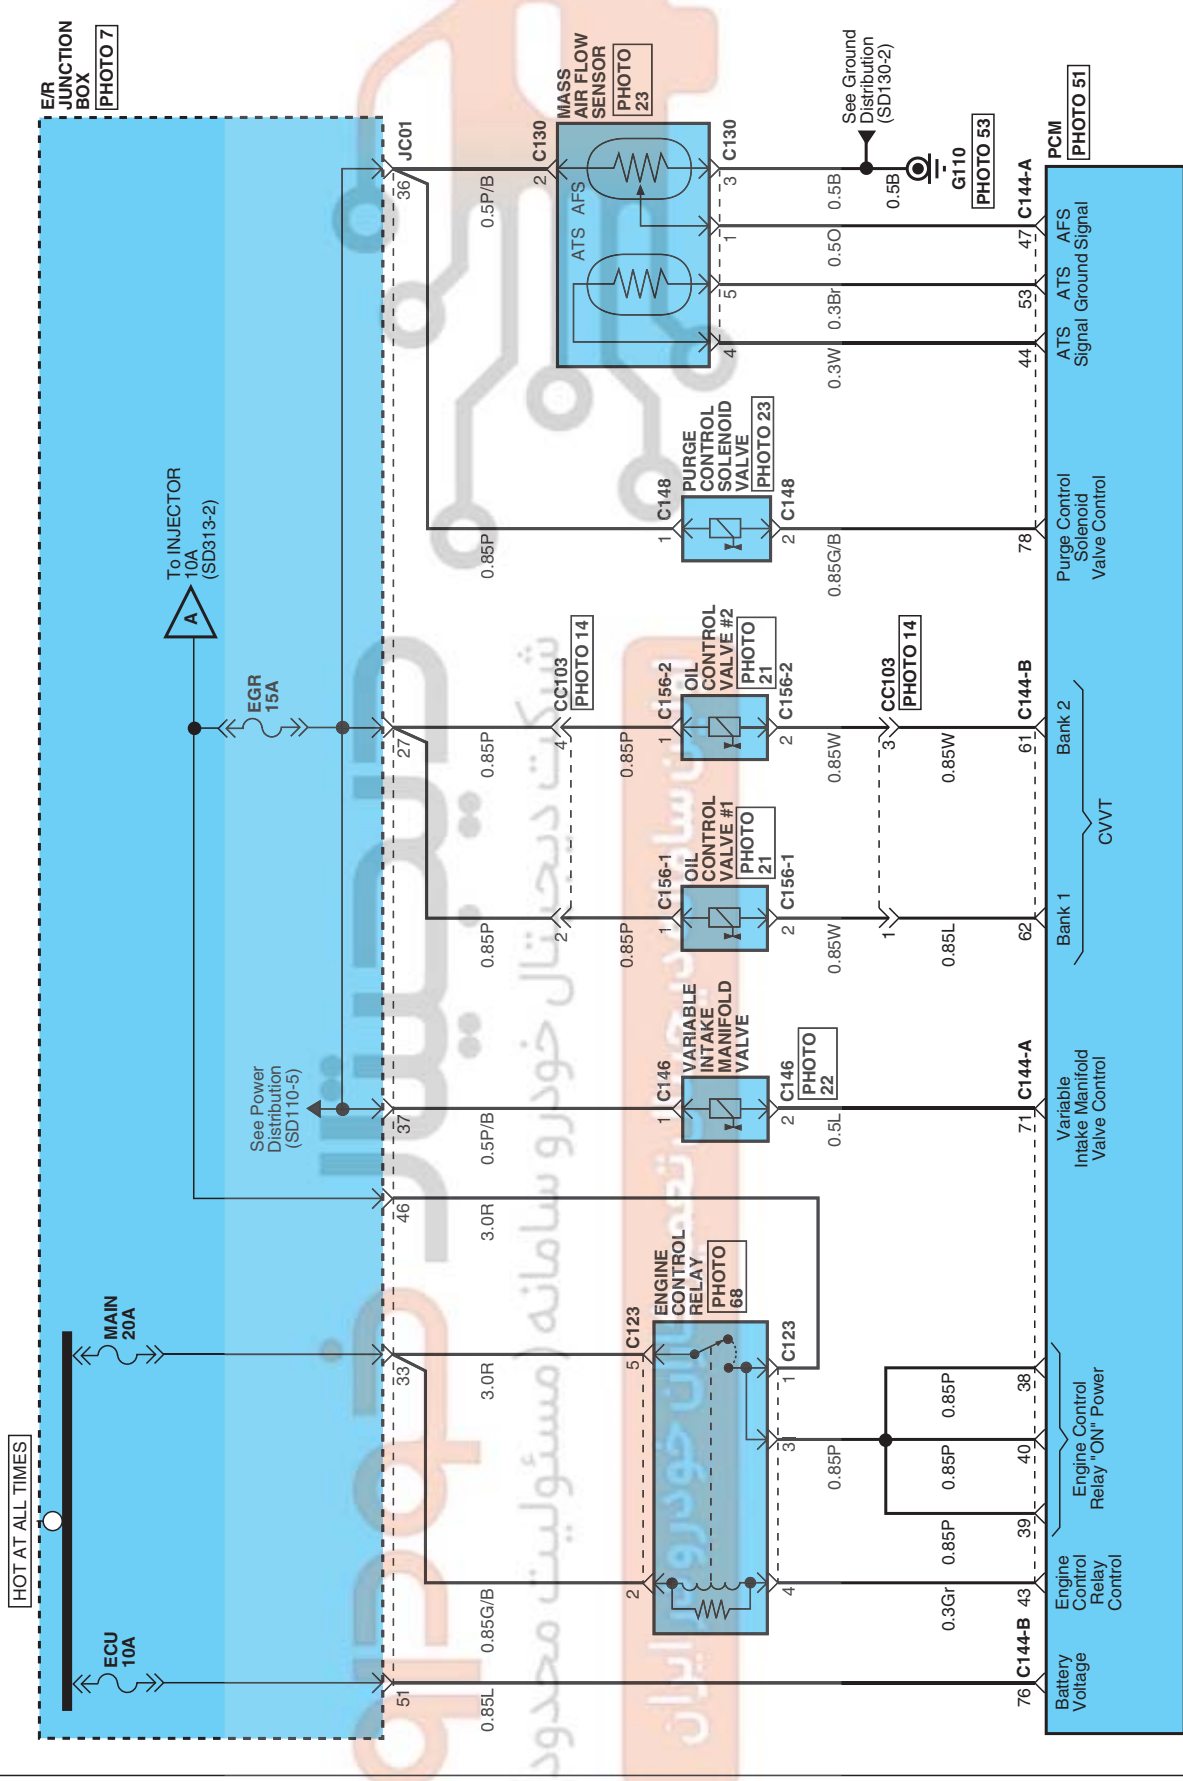 HOT AT ALL TIMES
E/R
JUNCTION
BOX
PHOTO 7
ECU
10A
MAIN
20A
See Power
Distribution
(SD110-5)
EGR
15A
A
To INJECTOR
10A
(SD313-2)
51
33
46
37
27
36
JC01
0.85L
0.85G/B
3.0R
3.0R
0.5P/B
0.85P
0.85P
0.85P
0.5P/B
2
4
CC103
PHOTO 14
0.85P
0.85P
2
5
C123
ENGINE
CONTROL
RELAY
PHOTO
68
4
3
1
C123
1
C146
VARIABLE
INTAKE
MANIFOLD
VALVE
2
C146
PHOTO
22
1
C156-1
OIL
CONTROL
VALVE #1
PHOTO
21
2
C156-1
1
C156-2
OIL
CONTROL
VALVE #2
PHOTO
21
2
C156-2
1
C148
PURGE
CONTROL
SOLENOID
VALVE
PHOTO 23
2
C148
2
C130
MASS
AIR FLOW
SENSOR
PHOTO
23
ATS
AFS
4
5
1
3
C130
0.85P
0.5L
0.85W
0.85W
0.85G/B
0.3W
0.3Br
0.5O
0.5B
See Ground
Distribution
(SD130-2)
0.5B
G110
PHOTO 53
1
3
CC103
PHOTO 14
0.3Gr
0.85P
0.85P
0.85P
0.85L
0.85W
76
C144-B
43
39
40
38
71
C144-A
62
61
C144-B
78
44
53
47
C144-A
PCM
PHOTO 51
Battery
Voltage
Engine
Control
Relay
Control
Engine Control
Relay "ON" Power
Variable
Intake Manifold
Valve Control
Bank 1
Bank 2
CVVT
Purge Control
Solenoid
Valve Control
ATS
Signal
ATS
Ground
AFS
Signal
شرکت دیجیتال خودرو سامانه (مسئولیت محدود